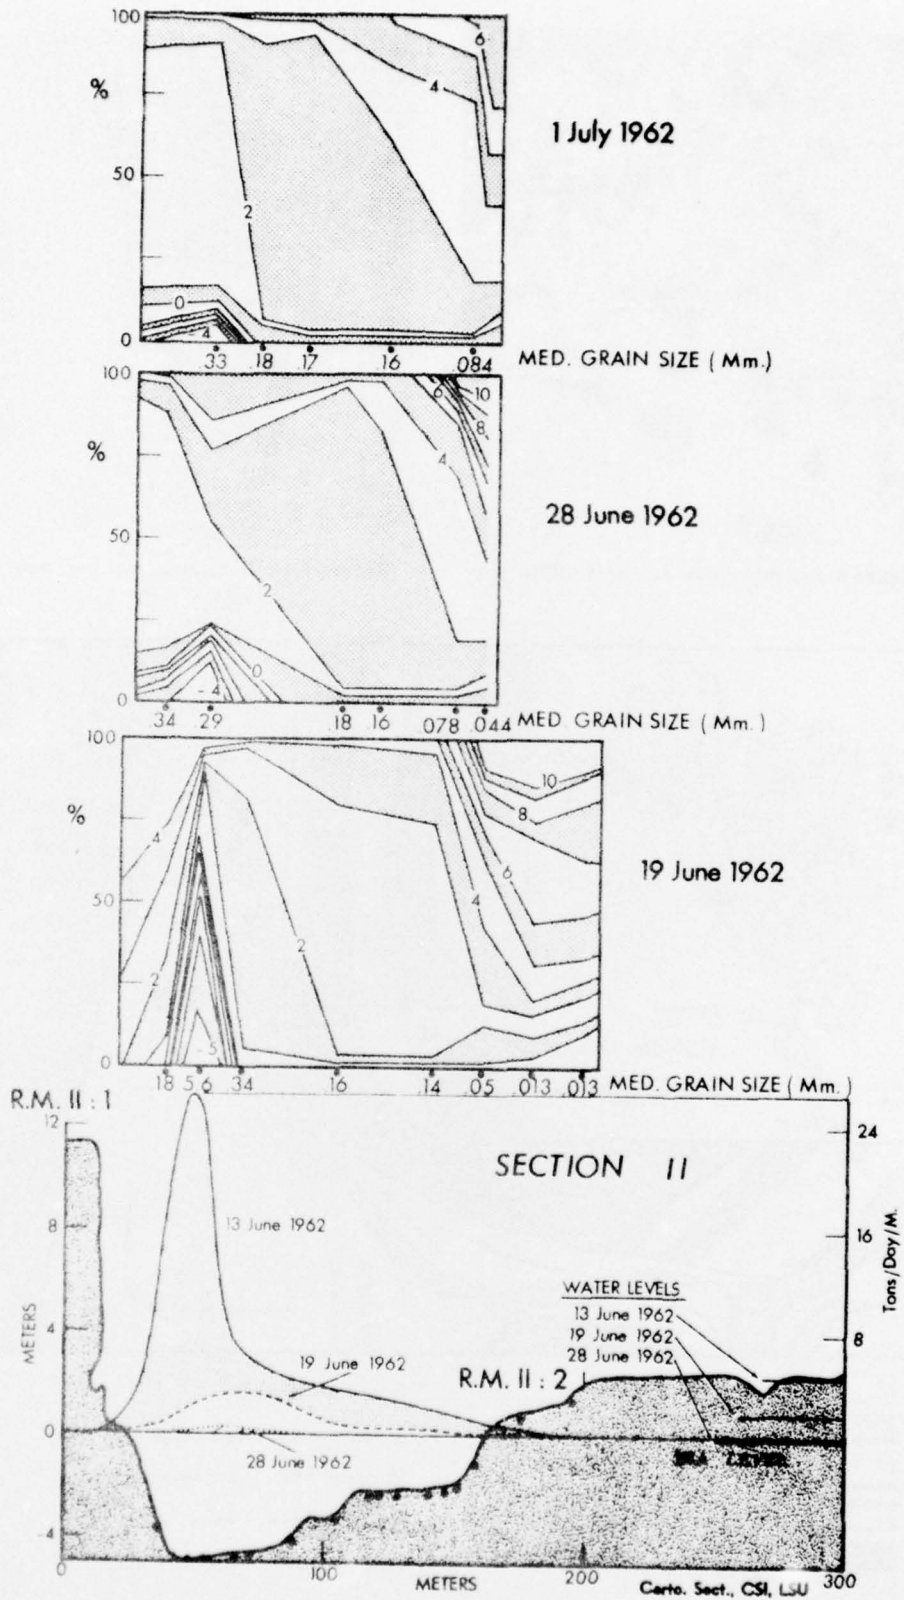 100
%
50
0
2
0
-4
4
6
1 July 1962
.33 .18 .17 .16 .084 MED. GRAIN SIZE (Mm.)
100
%
50
0
2
0
-4
4
6
8
10
28 June 1962
.34 .29 .18 .16 .078 .044 MED. GRAIN SIZE (Mm.)
100
%
50
0
4
2
-5
2
4
6
8
10
19 June 1962
.18 5.6 .34 .16 .14 .05 .013 .013 MED. GRAIN SIZE (Mm.)
R.M. II : 1
12
8
4
0
-4
METERS
SECTION II
24
16
8
Tons/Day/M.
13 June 1962
19 June 1962
28 June 1962
WATER LEVELS
13 June 1962
19 June 1962
28 June 1962
R.M. II : 2
SEA LEVEL
0 100 200 300
METERS
Carto. Sect., CSI, LSU